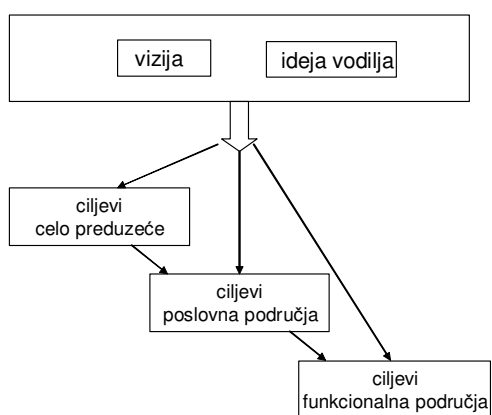 vizija
ideja vodilja
ciljevi
celo preduzeće
ciljevi
poslovna područja
ciljevi
funkcionalna područja